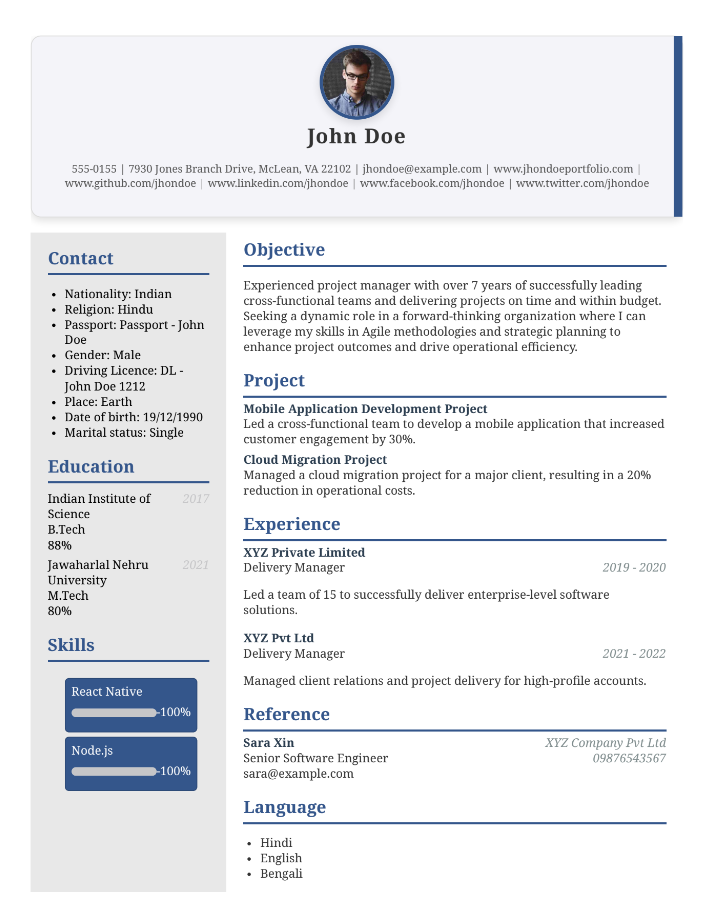 John Doe
555-0155 | 7930 Jones Branch Drive, McLean, VA 22102 | jhondoe@example.com | www.jhondoeportfolio.com |
www.github.com/jhondoe | www.linkedin.com/jhondoe | www.facebook.com/jhondoe | www.twitter.com/jhondoe
Contact
• Nationality: Indian
• Religion: Hindu
• Passport: Passport - John
Doe
• Gender: Male
• Driving Licence: DL -
John Doe 1212
• Place: Earth
• Date of birth: 19/12/1990
• Marital status: Single
Education
Indian Institute of 2017
Science
B.Tech
88%
Jawaharlal Nehru 2021
University
M.Tech
80%
Skills
React Native
-100%
Node.js
-100%
Objective
Experienced project manager with over 7 years of successfully leading
cross-functional teams and delivering projects on time and within budget.
Seeking a dynamic role in a forward-thinking organization where I can
leverage my skills in Agile methodologies and strategic planning to
enhance project outcomes and drive operational efficiency.
Project
Mobile Application Development Project
Led a cross-functional team to develop a mobile application that increased
customer engagement by 30%.
Cloud Migration Project
Managed a cloud migration project for a major client, resulting in a 20%
reduction in operational costs.
Experience
XYZ Private Limited
Delivery Manager 2019 - 2020
Led a team of 15 to successfully deliver enterprise-level software
solutions.
XYZ Pvt Ltd
Delivery Manager 2021 - 2022
Managed client relations and project delivery for high-profile accounts.
Reference
Sara Xin XYZ Company Pvt Ltd
Senior Software Engineer 09876543567
sara@example.com
Language
• Hindi
• English
• Bengali